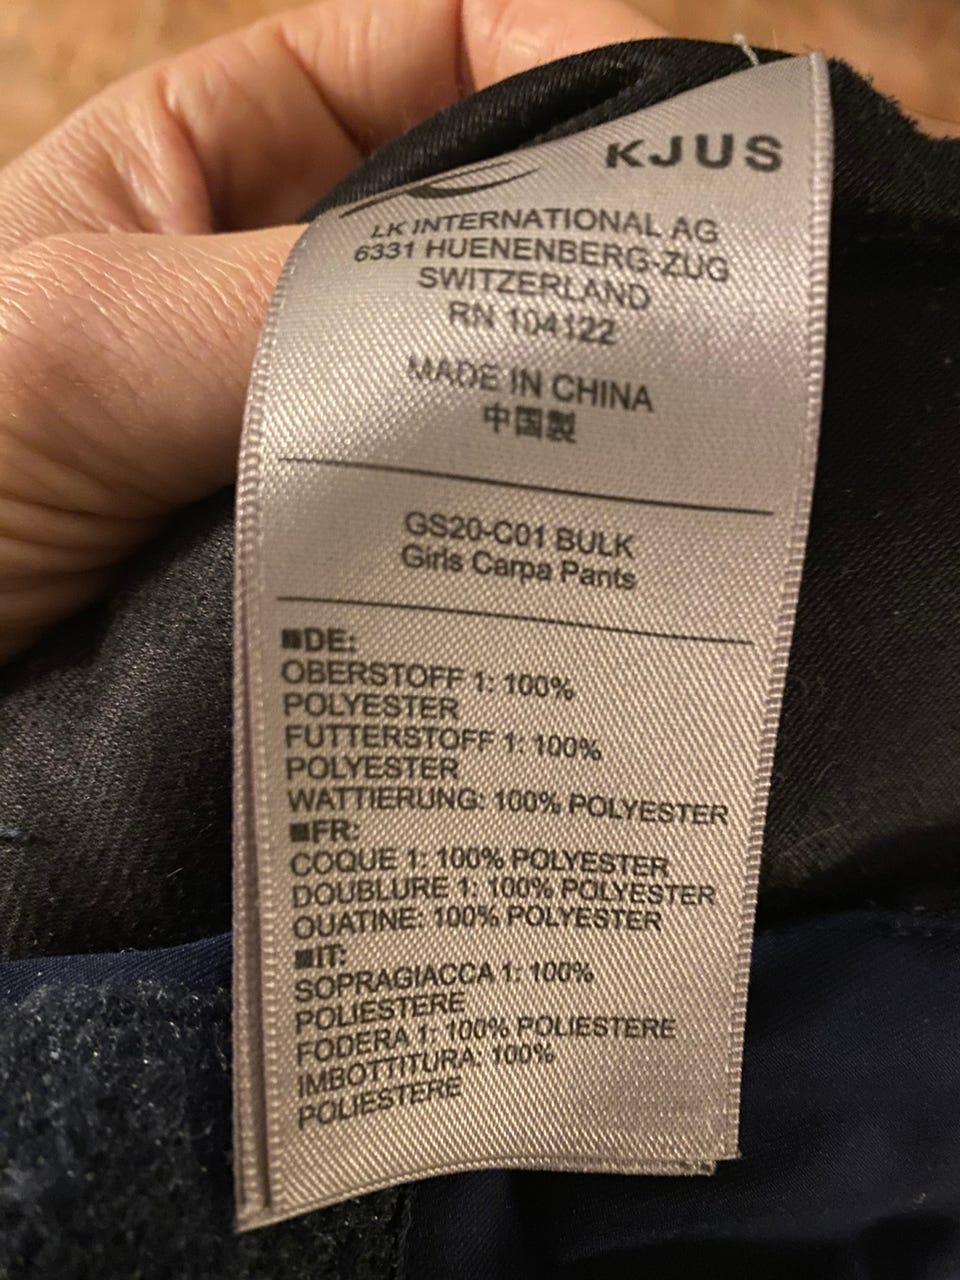 KJUS
LK INTERNATIONAL AG
6331 HUENENBERG-ZUG
SWITZERLAND
RN 104122
MADE IN CHINA
中国製
GS20-C01 BULK
Girls Carpa Pants
■DE:
OBERSTOFF 1: 100%
POLYESTER
FUTTERSTOFF 1: 100%
POLYESTER
WATTIERUNG: 100% POLYESTER
■FR:
COQUE 1: 100% POLYESTER
DOUBLURE 1: 100% POLYESTER
OUATINE: 100% POLYESTER
■IT:
SOPRAGIACCA 1: 100%
POLIESTERE
FODERA 1: 100% POLIESTERE
IMBOTTITURA: 100%
POLIESTERE